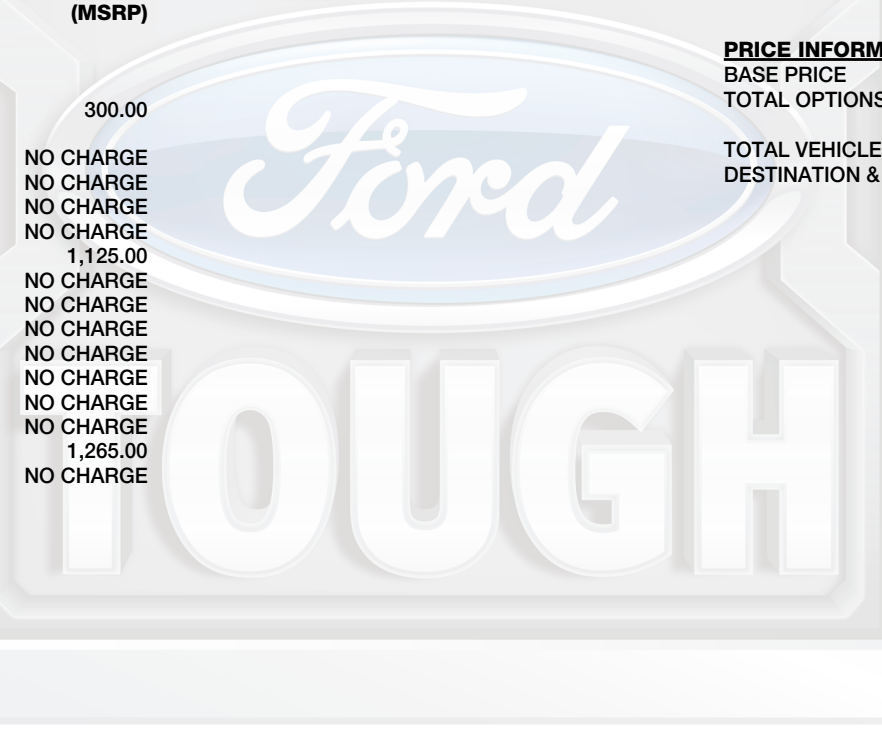 (MSRP)
300.00
NO CHARGE
NO CHARGE
NO CHARGE
NO CHARGE
1,125.00
NO CHARGE
NO CHARGE
NO CHARGE
NO CHARGE
NO CHARGE
NO CHARGE
NO CHARGE
1,265.00
NO CHARGE
PRICE INFORM
BASE PRICE
TOTAL OPTIONS
TOTAL VEHICLE
DESTINATION &
Ford
TOUGH